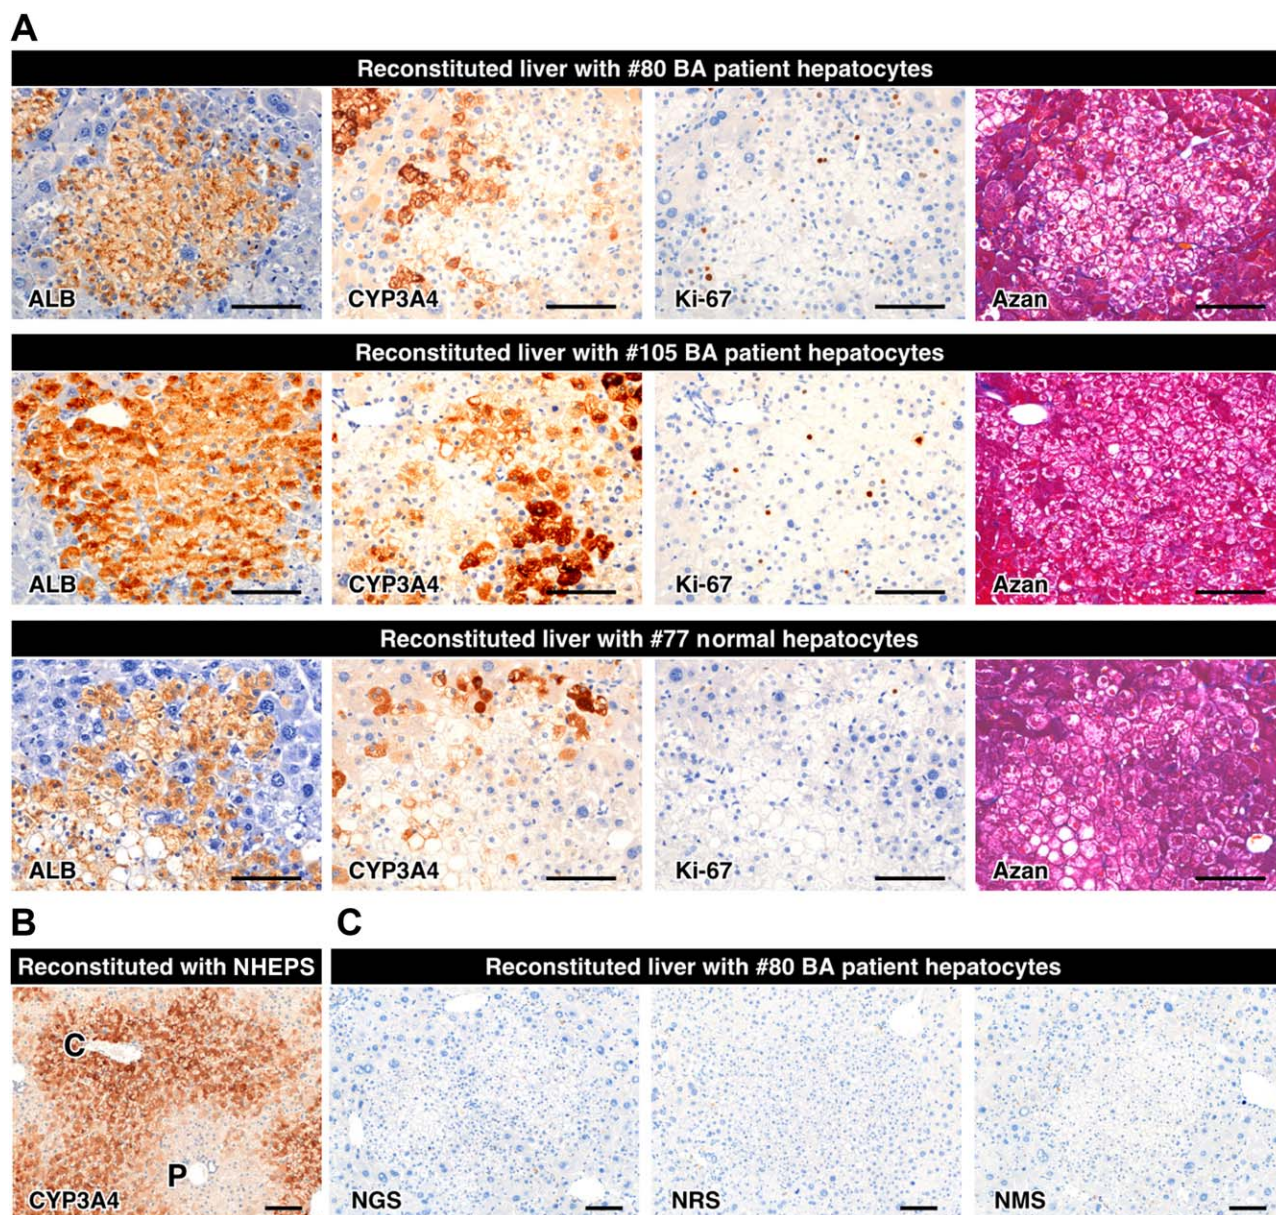 A
Reconstituted liver with #80 BA patient hepatocytes
ALB CYP3A4 Ki-67 Azan
Reconstituted liver with #105 BA patient hepatocytes
ALB CYP3A4 Ki-67 Azan
Reconstituted liver with #77 normal hepatocytes
ALB CYP3A4 Ki-67 Azan
B C
Reconstituted with NHEPS Reconstituted liver with #80 BA patient hepatocytes
C
P
CYP3A4 NGS NRS NMS